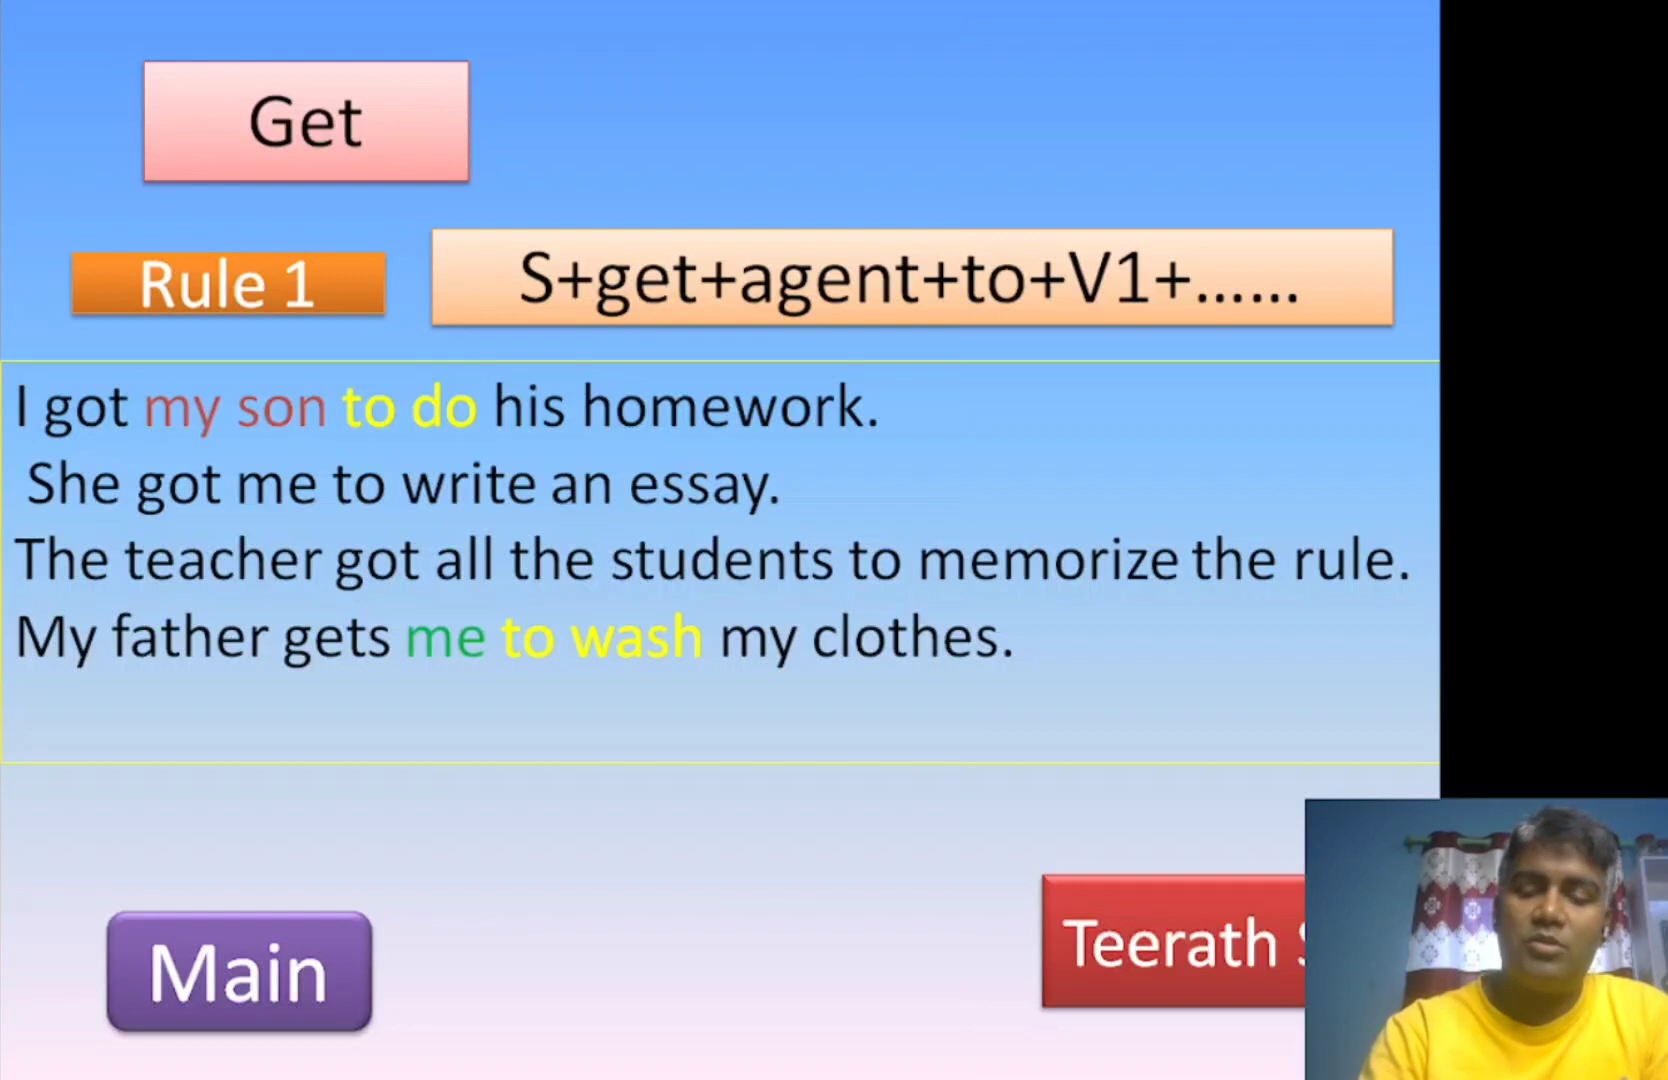 Get
Rule 1
S+get+agent+to+V1+......
I got my son to do his homework.
She got me to write an essay.
The teacher got all the students to memorize the rule.
My father gets me to wash my clothes.
Main
Teerath